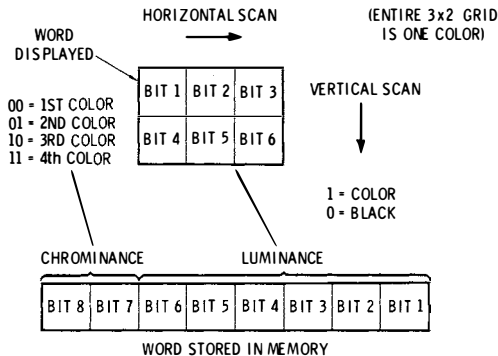 HORIZONTAL SCAN
(ENTIRE 3x2 GRID
IS ONE COLOR)
WORD
DISPLAYED
BIT 1 BIT 2 BIT 3
BIT 4 BIT 5 BIT 6
VERTICAL SCAN
00 = 1ST COLOR
01 = 2ND COLOR
10 = 3RD COLOR
11 = 4th COLOR
1 = COLOR
0 = BLACK
CHROMINANCE LUMINANCE
BIT 8 BIT 7 BIT 6 BIT 5 BIT 4 BIT 3 BIT 2 BIT 1
WORD STORED IN MEMORY